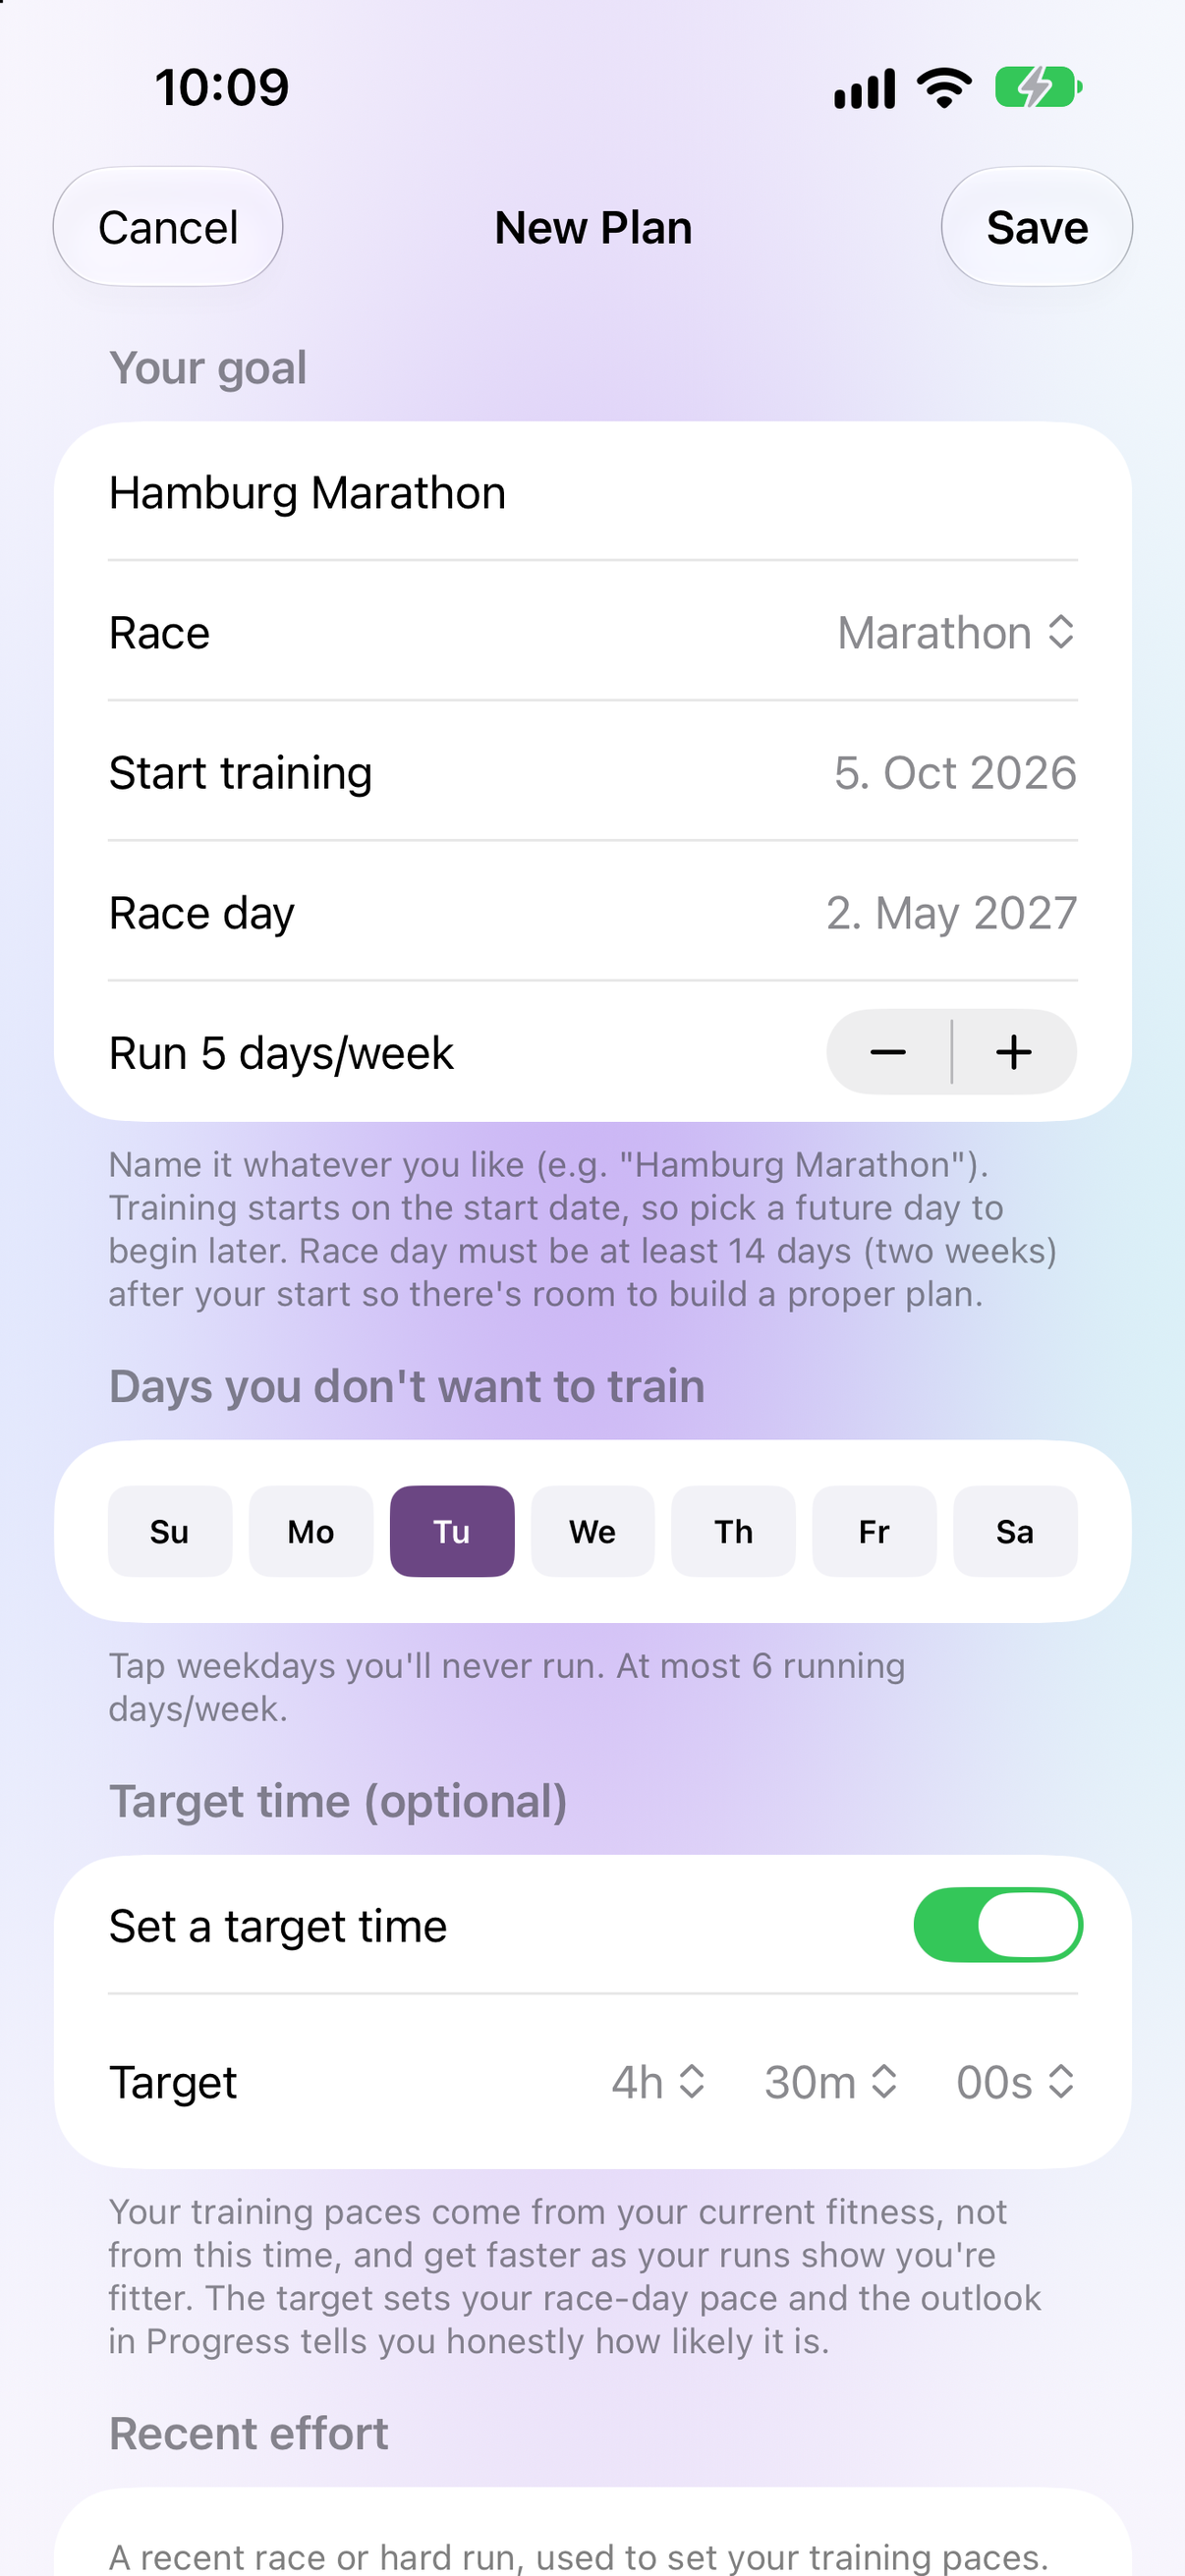 10:09
Cancel
New Plan
Save
Your goal
Hamburg Marathon
Race
Marathon
Start training
5. Oct 2026
Race day
2. May 2027
Run 5 days/week
Name it whatever you like (e.g. "Hamburg Marathon").
Training starts on the start date, so pick a future day to
begin later. Race day must be at least 14 days (two weeks)
after your start so there's room to build a proper plan.
Days you don't want to train
Su
Mo
Tu
We
Th
Fr
Sa
Tap weekdays you'll never run. At most 6 running
days/week.
Target time (optional)
Set a target time
Target
4h
30m
00s
Your training paces come from your current fitness, not
from this time, and get faster as your runs show you're
fitter. The target sets your race-day pace and the outlook
in Progress tells you honestly how likely it is.
Recent effort
A recent race or hard run, used to set your training paces.